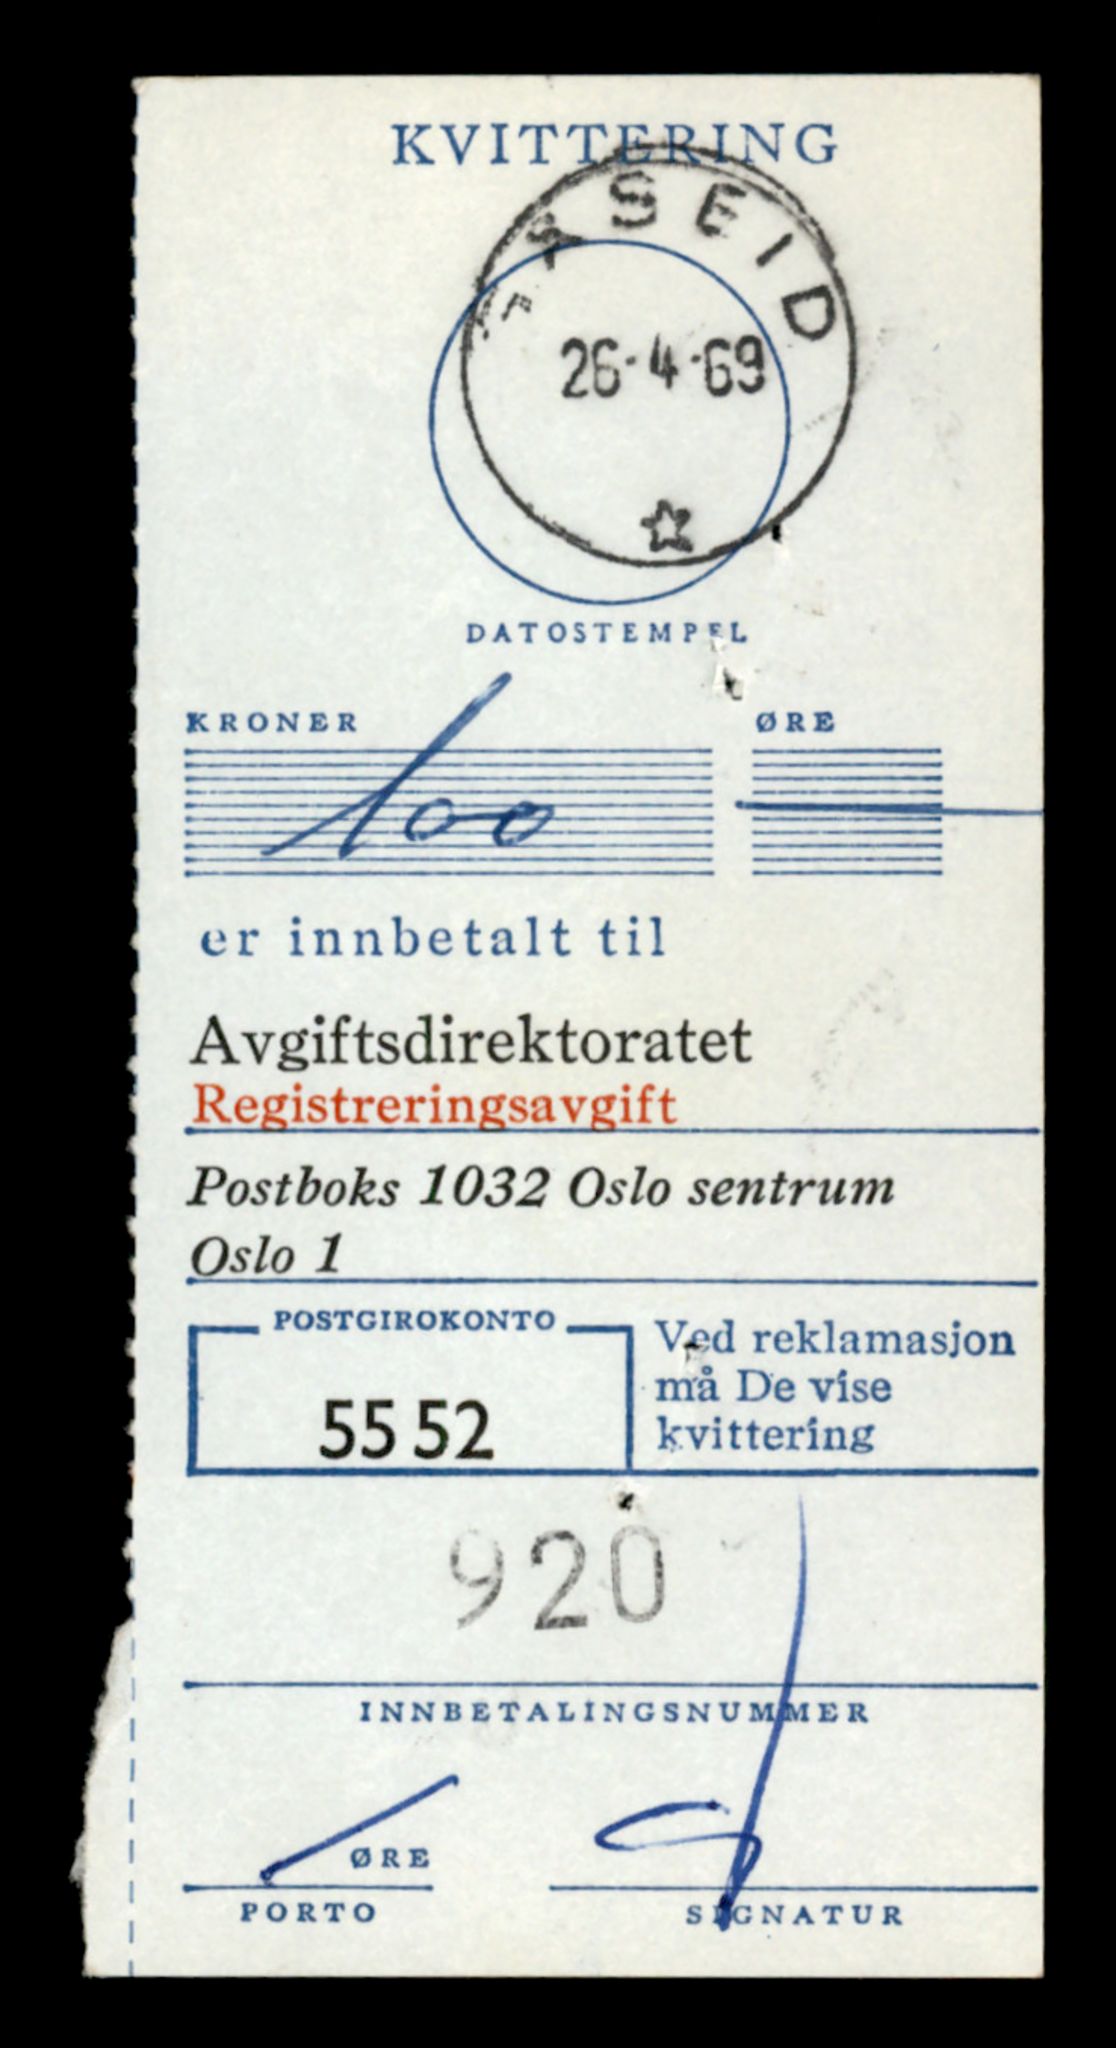 KVITTERING
26·4·69
DATOSTEMPEL
KRONER ØRE
100 —
er innbetalt til
Avgiftsdirektoratet
Registreringsavgift
Postboks 1032 Oslo sentrum
Oslo 1
POSTGIROKONTO
55 52
Ved reklamasjon
må De vise
kvittering
920
INNBETALINGSNUMMER
ØRE
PORTO
SIGNATUR